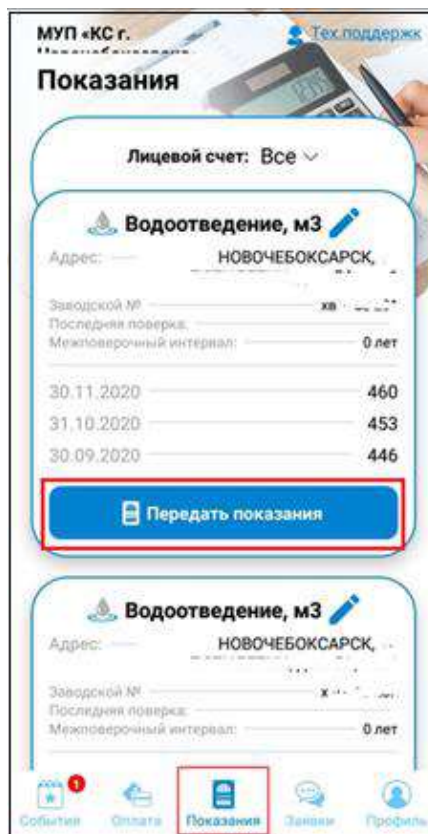 МУП «КС г.
Тех.поддержк
Показания
Лицевой счет: Все
Водоотведение, м3
Адрес: НОВОЧЕБОКСАРСК,
Заводской № хв
Последняя поверка:
Межповерочный интервал: 0 лет
30.11.2020 460
31.10.2020 453
30.09.2020 446
Передать показания
Водоотведение, м3
Адрес: НОВОЧЕБОКСАРСК,
Заводской № х
Последняя поверка:
Межповерочный интервал: 0 лет
1
События Оплата Показания Заявки Профиль